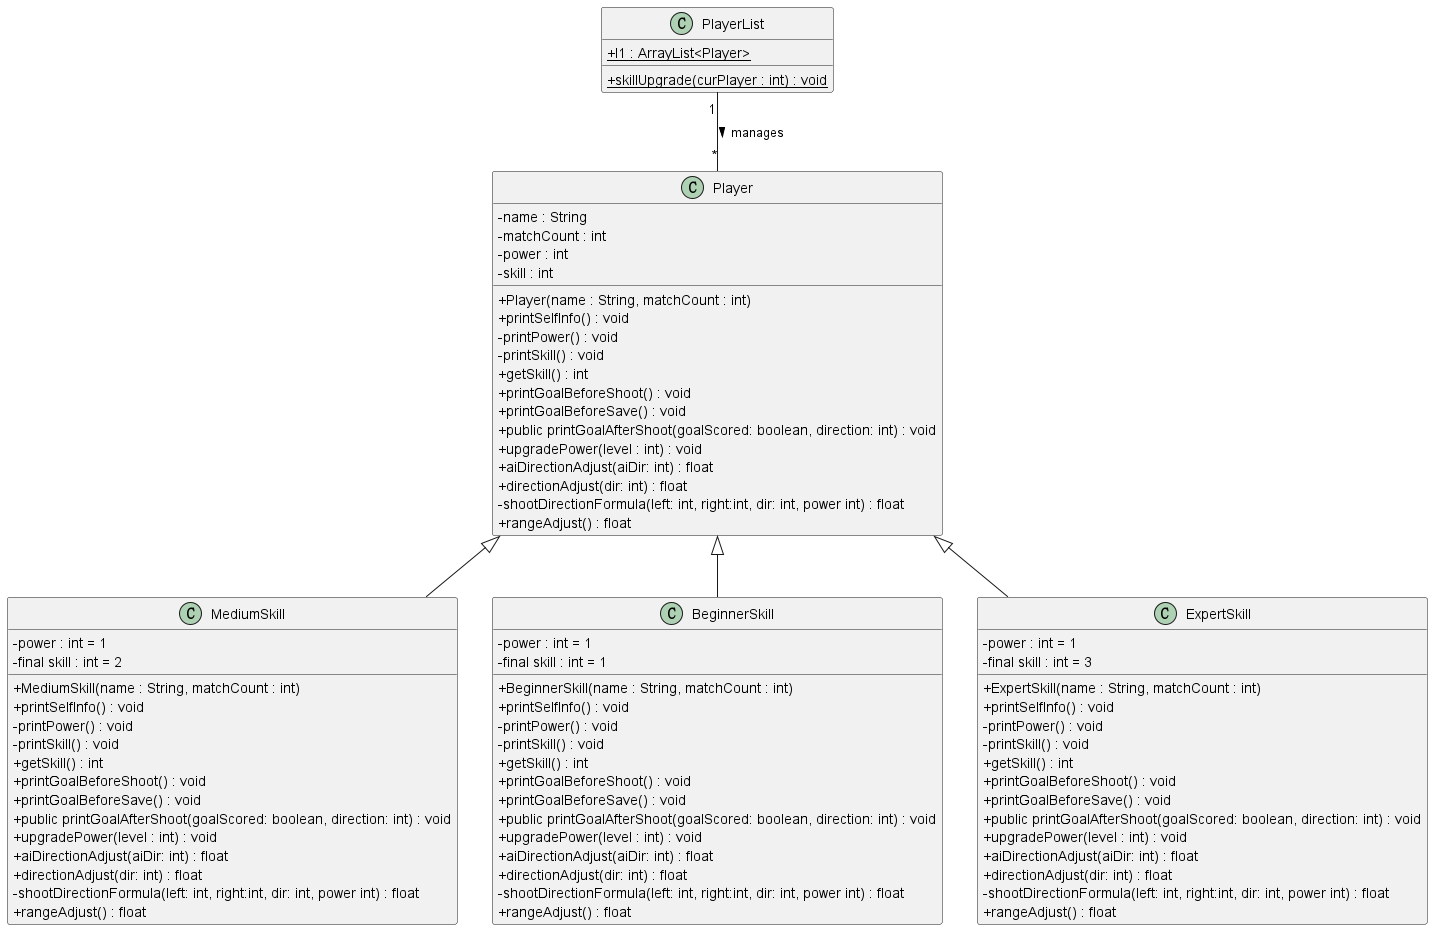 C PlayerList
+l1 : ArrayList<Player>
+skillUpgrade(curPlayer : int) : void
1
manages
*
C Player
-name : String
-matchCount : int
-power : int
-skill : int
+Player(name : String, matchCount : int)
+printSelfInfo() : void
-printPower() : void
-printSkill() : void
+getSkill() : int
+printGoalBeforeShoot() : void
+printGoalBeforeSave() : void
+public printGoalAfterShoot(goalScored: boolean, direction: int) : void
+upgradePower(level : int) : void
+aiDirectionAdjust(aiDir: int) : float
+directionAdjust(dir: int) : float
-shootDirectionFormula(left: int, right:int, dir: int, power int) : float
+rangeAdjust() : float
C MediumSkill
-power : int = 1
-final skill : int = 2
+MediumSkill(name : String, matchCount : int)
+printSelfInfo() : void
-printPower() : void
-printSkill() : void
+getSkill() : int
+printGoalBeforeShoot() : void
+printGoalBeforeSave() : void
+public printGoalAfterShoot(goalScored: boolean, direction: int) : void
+upgradePower(level : int) : void
+aiDirectionAdjust(aiDir: int) : float
+directionAdjust(dir: int) : float
-shootDirectionFormula(left: int, right:int, dir: int, power int) : float
+rangeAdjust() : float
C BeginnerSkill
-power : int = 1
-final skill : int = 1
+BeginnerSkill(name : String, matchCount : int)
+printSelfInfo() : void
-printPower() : void
-printSkill() : void
+getSkill() : int
+printGoalBeforeShoot() : void
+printGoalBeforeSave() : void
+public printGoalAfterShoot(goalScored: boolean, direction: int) : void
+upgradePower(level : int) : void
+aiDirectionAdjust(aiDir: int) : float
+directionAdjust(dir: int) : float
-shootDirectionFormula(left: int, right:int, dir: int, power int) : float
+rangeAdjust() : float
C ExpertSkill
-power : int = 1
-final skill : int = 3
+ExpertSkill(name : String, matchCount : int)
+printSelfInfo() : void
-printPower() : void
-printSkill() : void
+getSkill() : int
+printGoalBeforeShoot() : void
+printGoalBeforeSave() : void
+public printGoalAfterShoot(goalScored: boolean, direction: int) : void
+upgradePower(level : int) : void
+aiDirectionAdjust(aiDir: int) : float
+directionAdjust(dir: int) : float
-shootDirectionFormula(left: int, right:int, dir: int, power int) : float
+rangeAdjust() : float